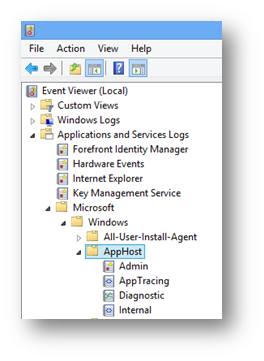 File Action View Help
Event Viewer (Local)
Custom Views
Windows Logs
Applications and Services Logs
Forefront Identity Manager
Hardware Events
Internet Explorer
Key Management Service
Microsoft
Windows
All-User-Install-Agent
AppHost
Admin
AppTracing
Diagnostic
Internal